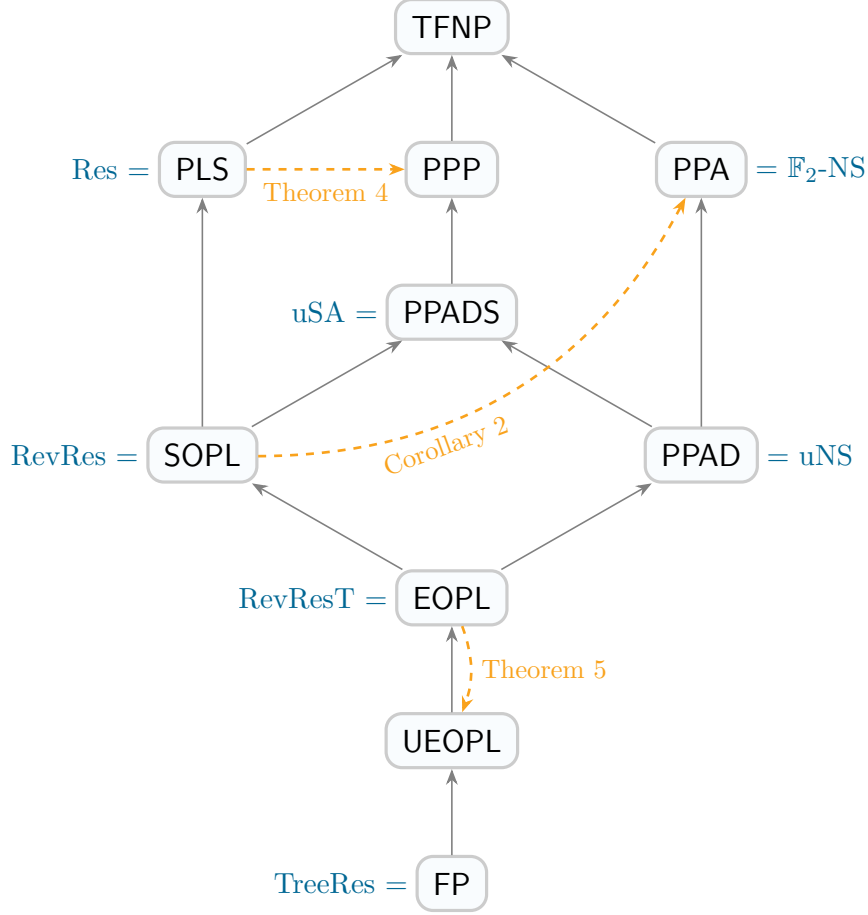 TFNP
Res = PLS
PPP
PPA = 𝔽₂-NS
Theorem 4
uSA = PPADS
RevRes = SOPL
Corollary 2
PPAD = uNS
RevResT = EOPL
Theorem 5
UEOPL
TreeRes = FP